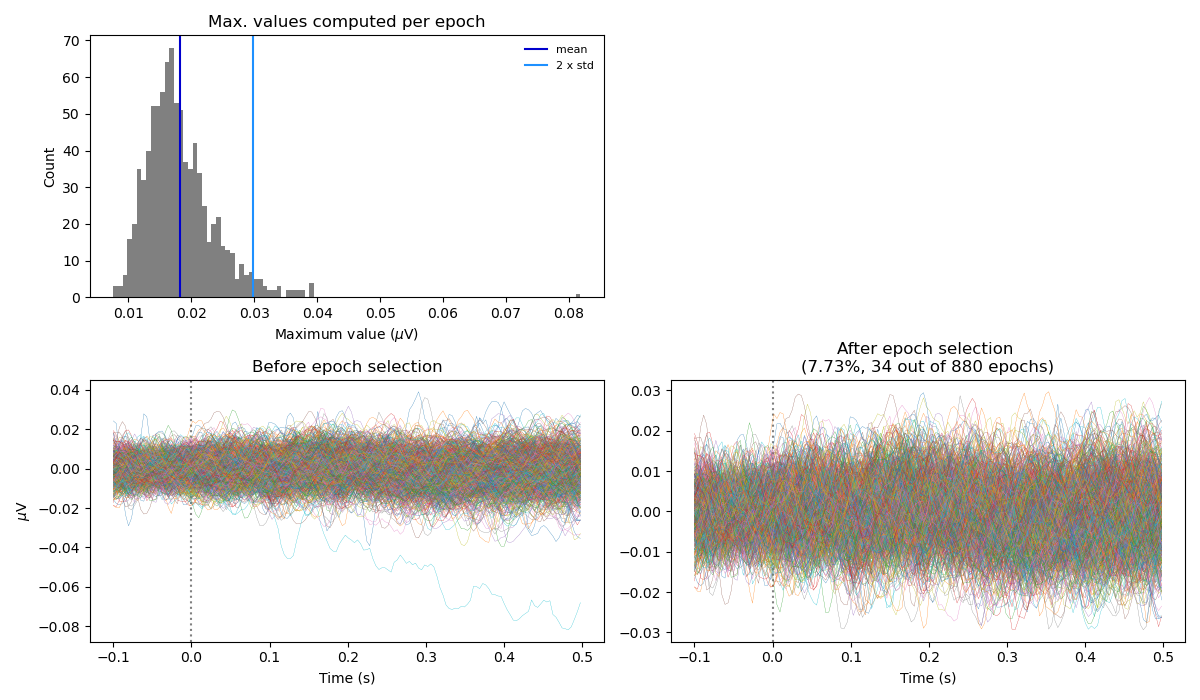 Max. values computed per epoch
70
60
50
40
30
20
10
0
Count
mean
2 x std
0.01 0.02 0.03 0.04 0.05 0.06 0.07 0.08
Maximum value (μV)
Before epoch selection
0.04
0.02
0.00
−0.02
−0.04
−0.06
−0.08
μV
−0.1 0.0 0.1 0.2 0.3 0.4 0.5
Time (s)
After epoch selection
(7.73%, 34 out of 880 epochs)
0.03
0.02
0.01
0.00
−0.01
−0.02
−0.03
−0.1 0.0 0.1 0.2 0.3 0.4 0.5
Time (s)